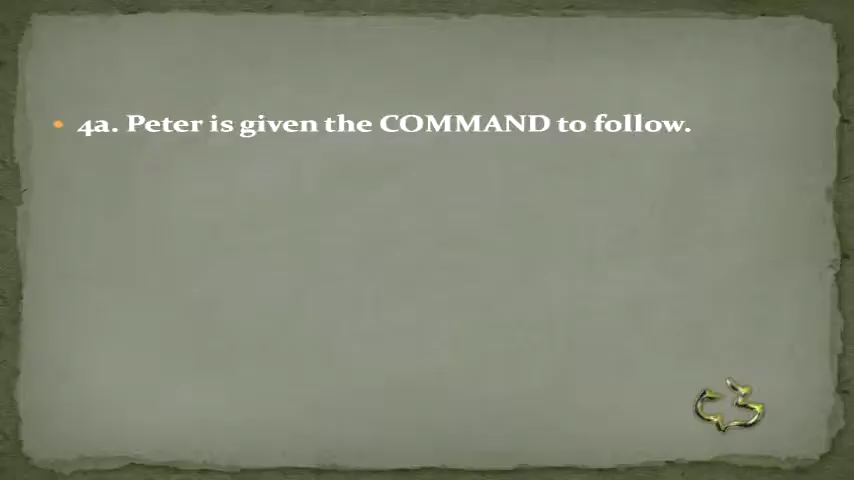 • 4a. Peter is given the COMMAND to follow.